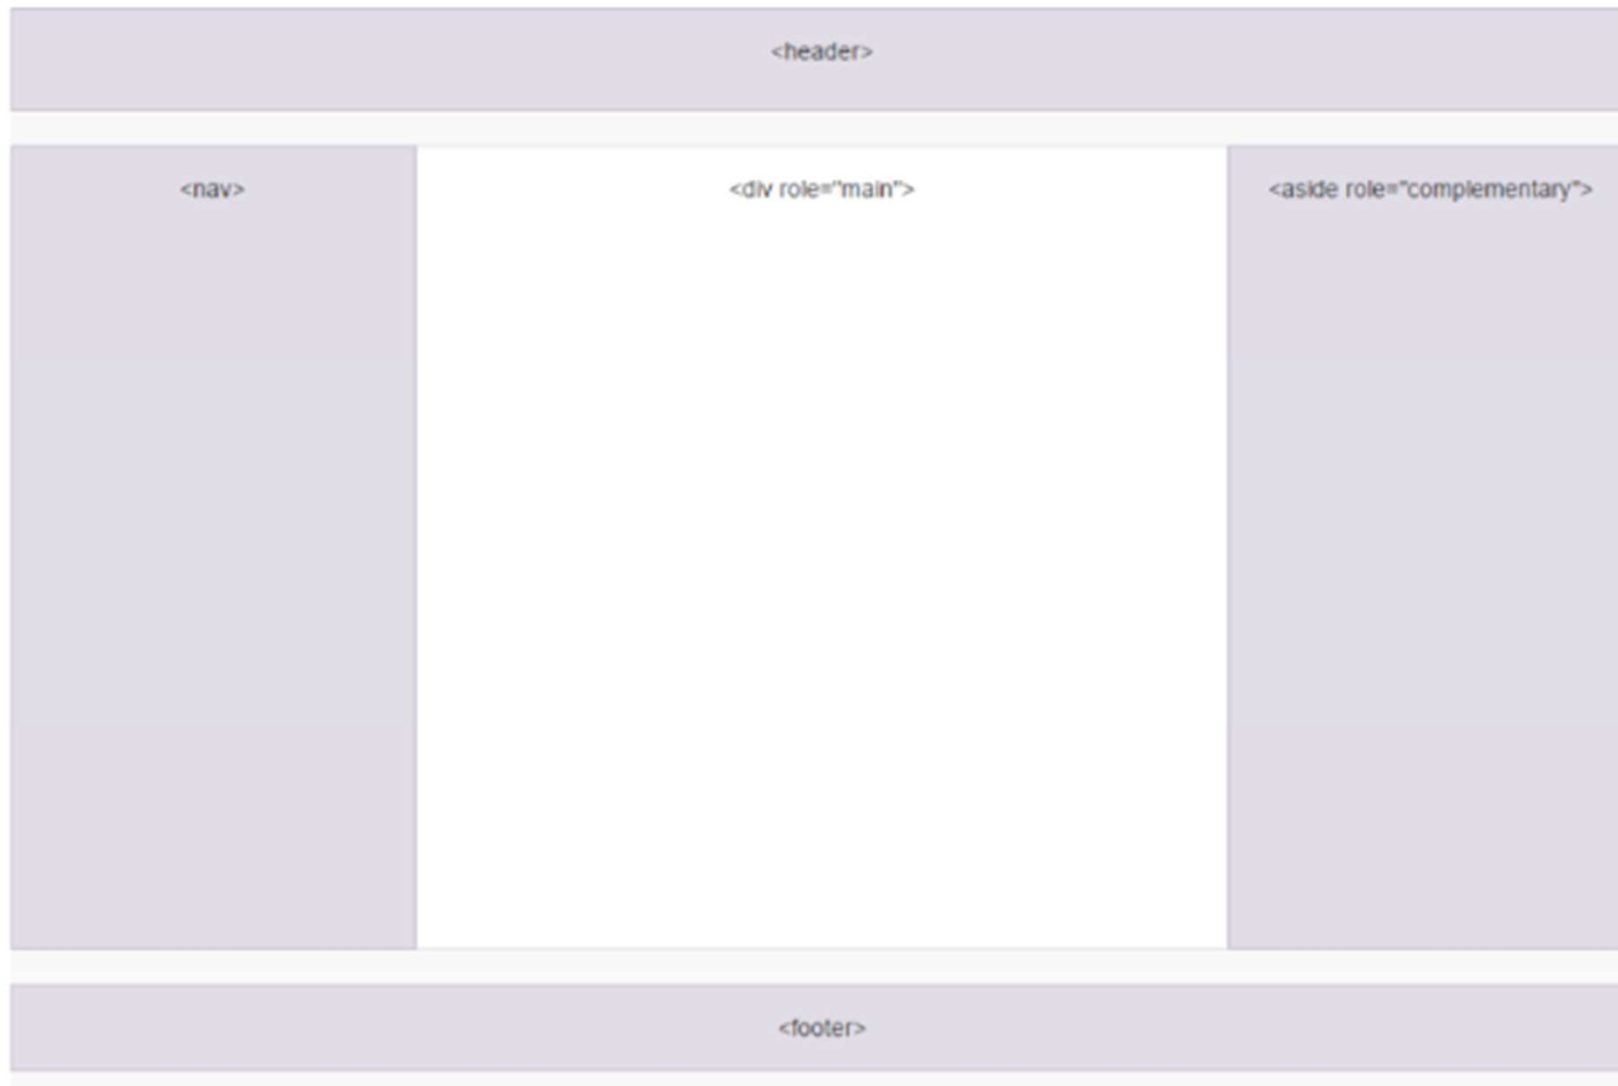 <header>
<nav>
<div role="main">
<aside role="complementary">
<footer>